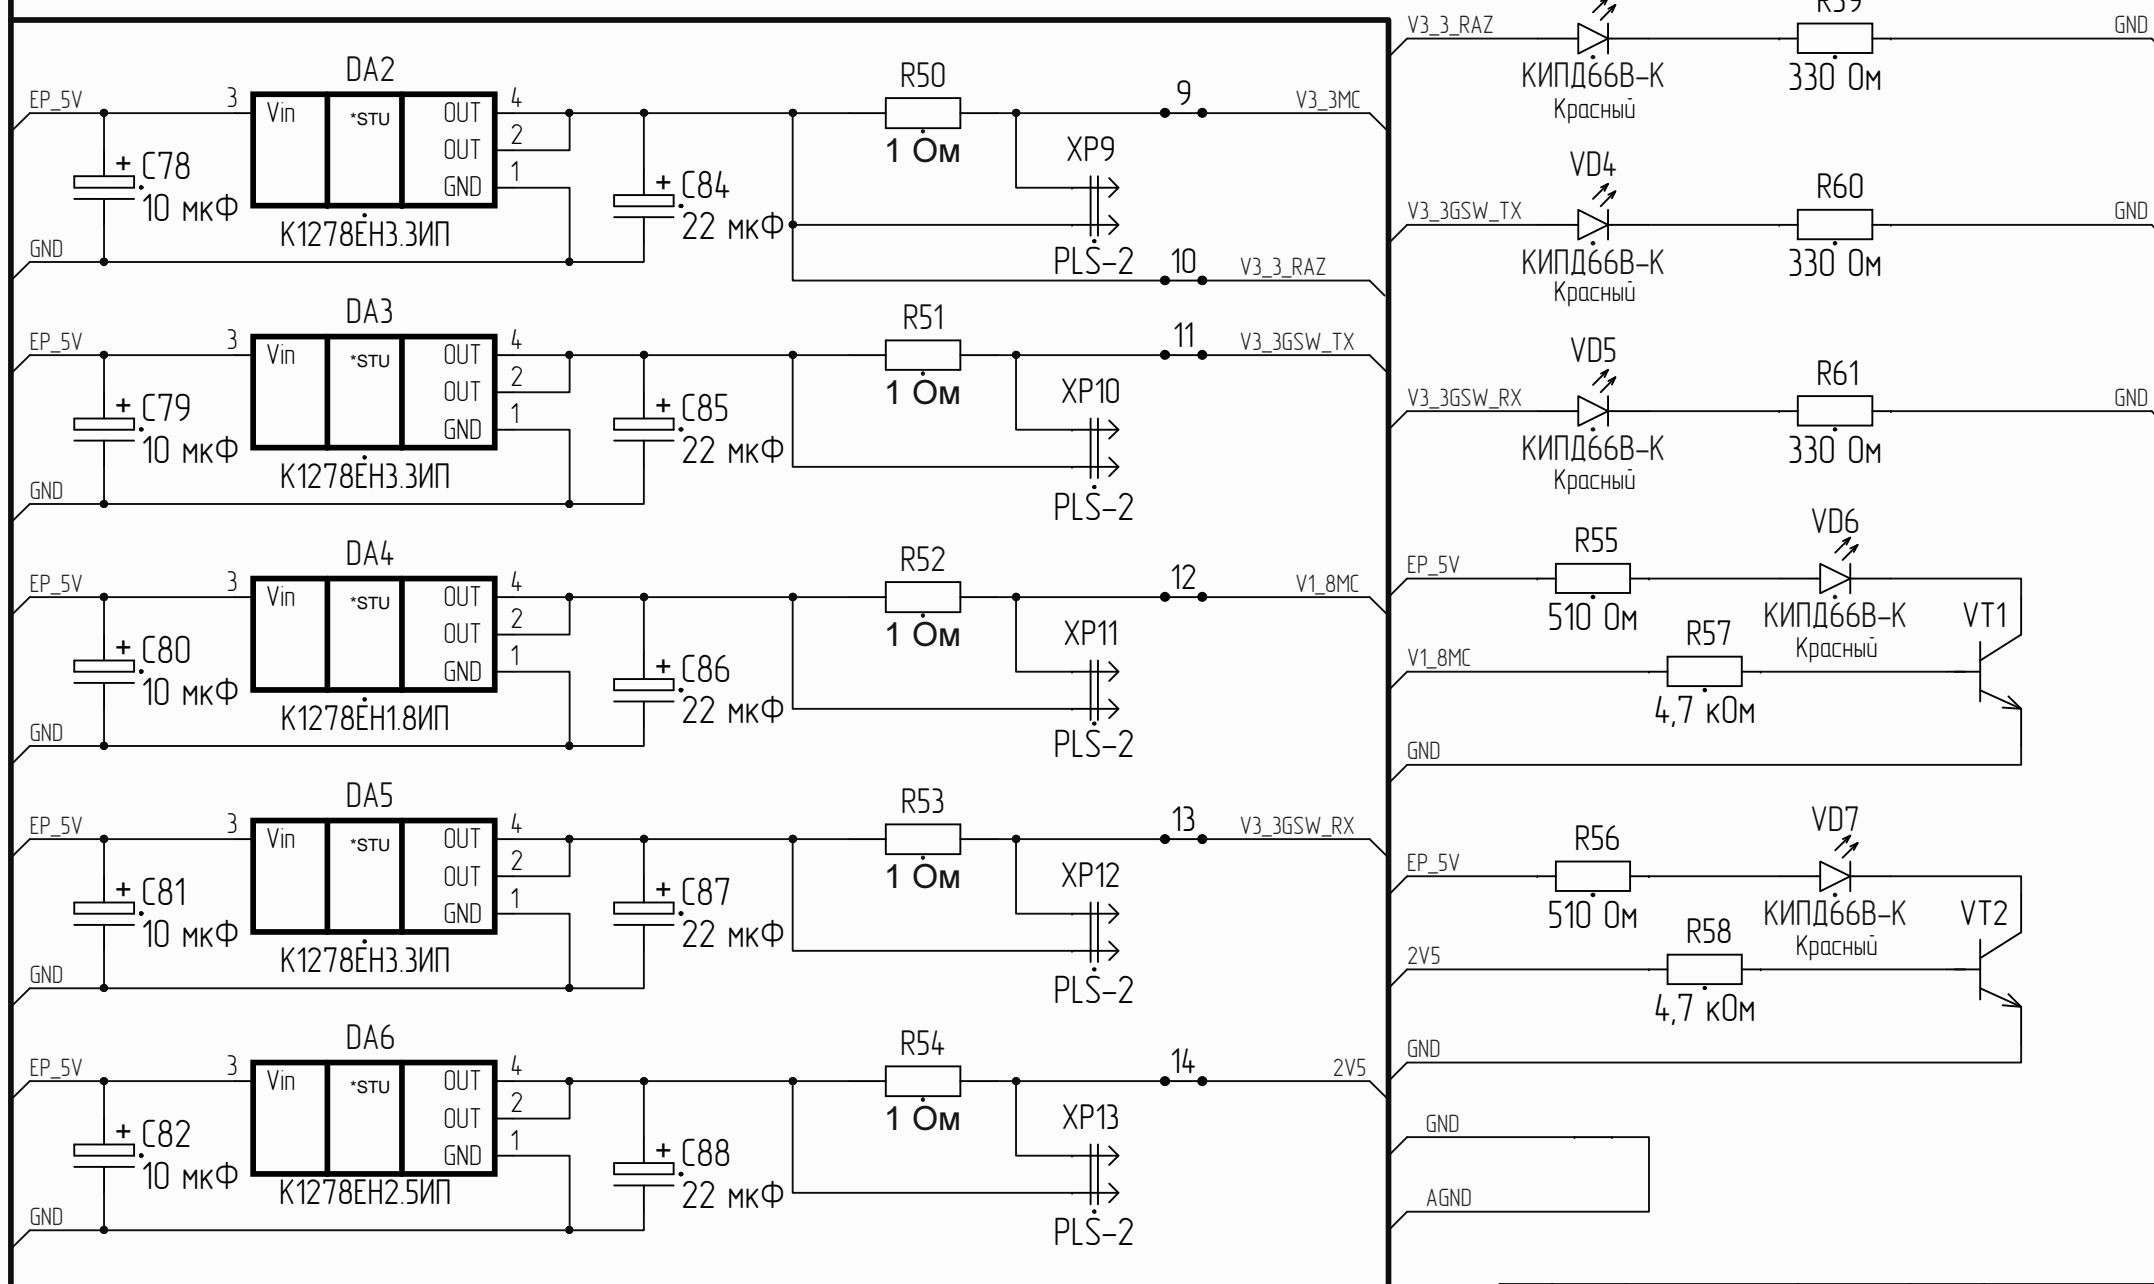 DA2
EP_5V
3
Vin
*STU
OUT
4
OUT
2
GND
1
К1278ЕН3.3ИП
+ C78
10 мкФ
GND
+ C84
22 мкФ
R50
1 Ом
9
V3_3MC
XP9
PLS-2
10
V3_3_RAZ
DA3
EP_5V
3
Vin
*STU
OUT
4
OUT
2
GND
1
К1278ЕН3.3ИП
+ C79
10 мкФ
GND
+ C85
22 мкФ
R51
1 Ом
11
V3_3GSW_TX
XP10
PLS-2
DA4
EP_5V
3
Vin
*STU
OUT
4
OUT
2
GND
1
К1278ЕН1.8ИП
+ C80
10 мкФ
GND
+ C86
22 мкФ
R52
1 Ом
12
V1_8MC
XP11
PLS-2
DA5
EP_5V
3
Vin
*STU
OUT
4
OUT
2
GND
1
К1278ЕН3.3ИП
+ C81
10 мкФ
GND
+ C87
22 мкФ
R53
1 Ом
13
V3_3GSW_RX
XP12
PLS-2
DA6
EP_5V
3
Vin
*STU
OUT
4
OUT
2
GND
1
К1278ЕН2.5ИП
+ C82
10 мкФ
GND
+ C88
22 мкФ
R54
1 Ом
14
2V5
XP13
PLS-2
V3_3_RAZ
КИПД66В-К
Красный
R59
330 Ом
GND
VD4
V3_3GSW_TX
КИПД66В-К
Красный
R60
330 Ом
GND
VD5
V3_3GSW_RX
КИПД66В-К
Красный
R61
330 Ом
GND
EP_5V
R55
510 Ом
VD6
КИПД66В-К
Красный
VT1
V1_8MC
R57
4,7 кОм
GND
EP_5V
R56
510 Ом
VD7
КИПД66В-К
Красный
VT2
2V5
R58
4,7 кОм
GND
GND
AGND